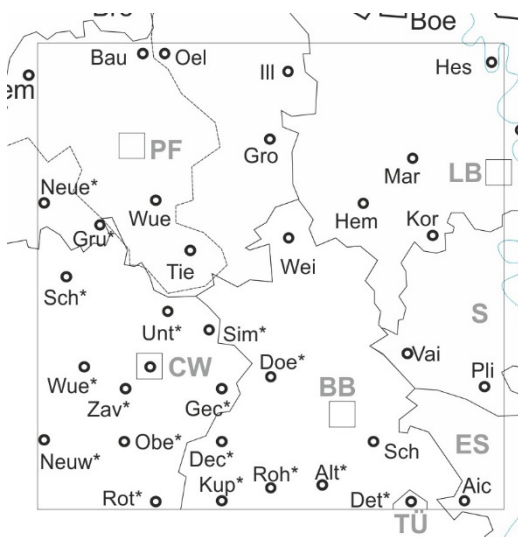 Bro
Boe
em
Bau
Oel
Ill
Hes
PF
Gro
Mar
LB
Neue*
Wue
Hem
Kor
Gru*
Tie
Wei
Sch*
S
Unt*
Sim*
Vai
Wue*
CW
Doe*
Pli
Zav*
Gec*
BB
Neuw*
Obe*
Dec*
Sch
ES
Rot*
Kup*
Roh*
Alt*
Det*
Aic
TÜ